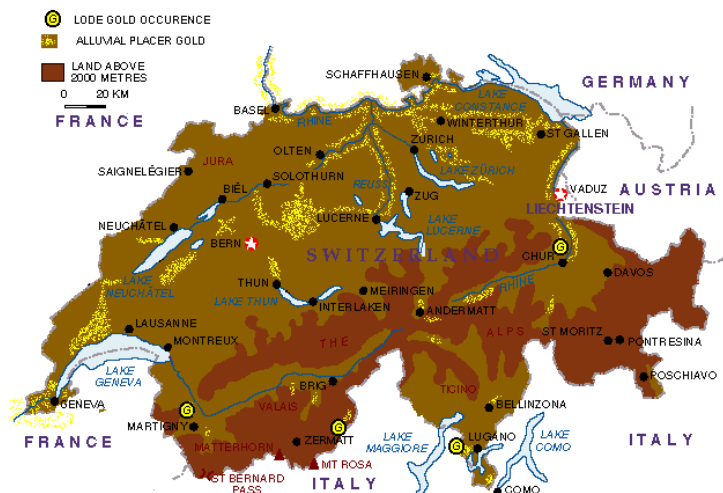 G LODE GOLD OCCURENCE
ALLUVIAL PLACER GOLD
LAND ABOVE
2000 METRES
0 20 KM
SCHAFFHAUSEN
GERMANY
LAKE
CONSTANCE
BASEL
RHINE
FRANCE
WINTERTHUR
ST GALLEN
ZURICH
OLTEN
JURA
SAIGNELÉGIER
LAKE ZÜRICH
SOLOTHURN
BIÈL
REUSS
ZUG
VADUZ
AUSTRIA
LIECHTENSTEIN
LUCERNE
LAKE
LUCERNE
NEUCHÂTEL
BERN
SWITZERLAND
G
CHUR
LAKE
NEUCHÂTEL
THUN
LAKE THUN
MEIRINGEN
INTERLAKEN
RHINE
DAVOS
ANDERMATT
LAUSANNE
MONTREUX
THE
ALPS
ST MORITZ
PONTRESINA
LAKE
GENEVA
POSCHIAVO
BRIG
VALAIS
TICINO
GENEVA
G
MARTIGNY
BELLINZONA
G
ZERMATT
MATTERHORN
LAKE
MAGGIORE
G
LUGANO
LAKE
COMO
FRANCE
ITALY
MT ROSA
ST BERNARD
PASS
ITALY
COMO